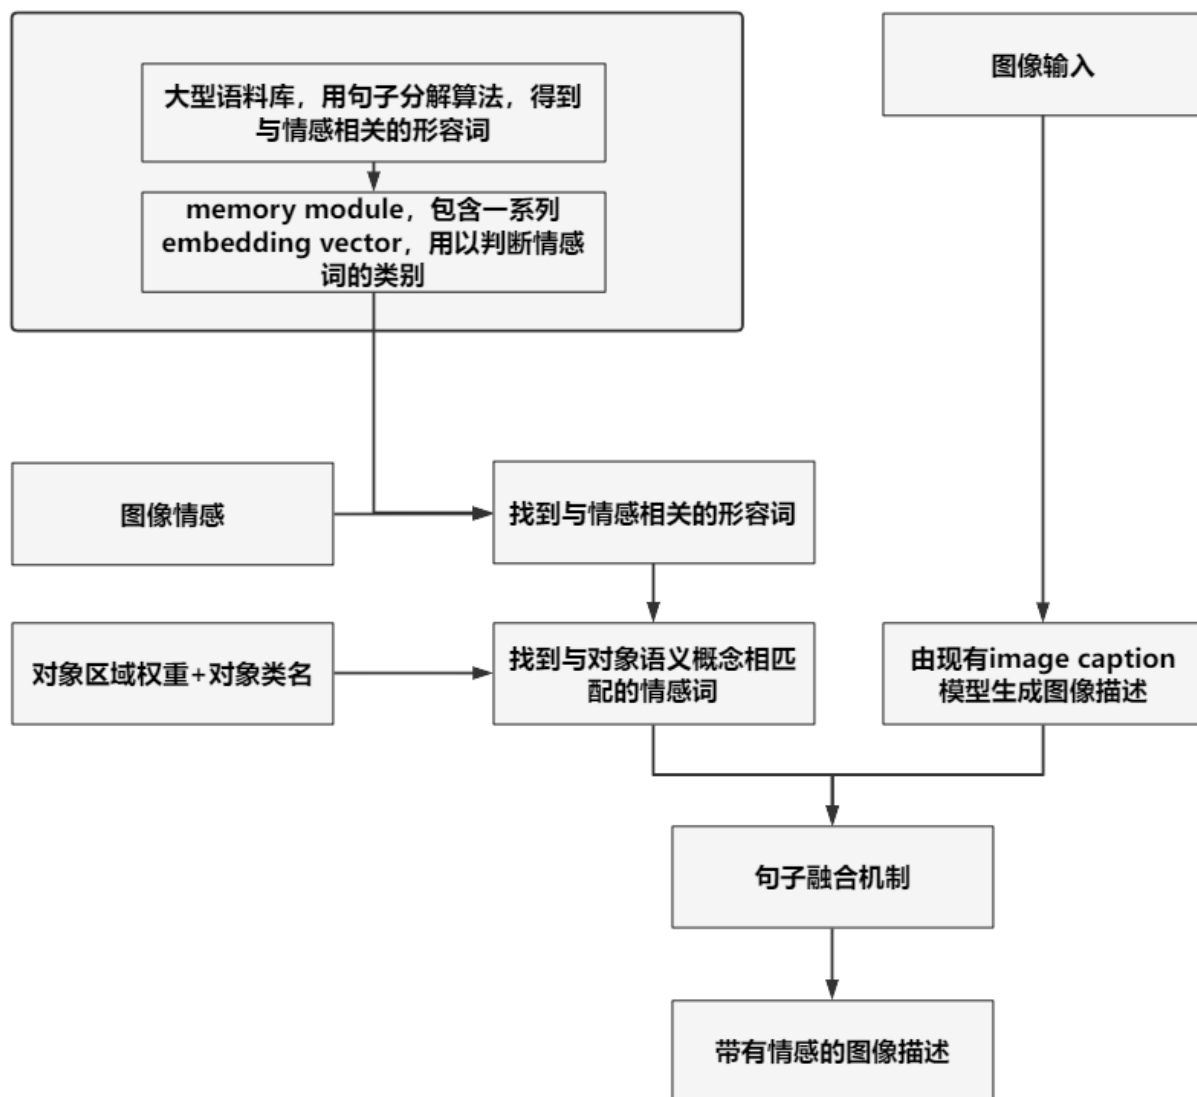 大型语料库，用句子分解算法，得到
与情感相关的形容词
memory module，包含一系列
embedding vector，用以判断情感
词的类别
图像输入
图像情感
找到与情感相关的形容词
对象区域权重+对象类名
找到与对象语义概念相匹
配的情感词
由现有image caption
模型生成图像描述
句子融合机制
带有情感的图像描述